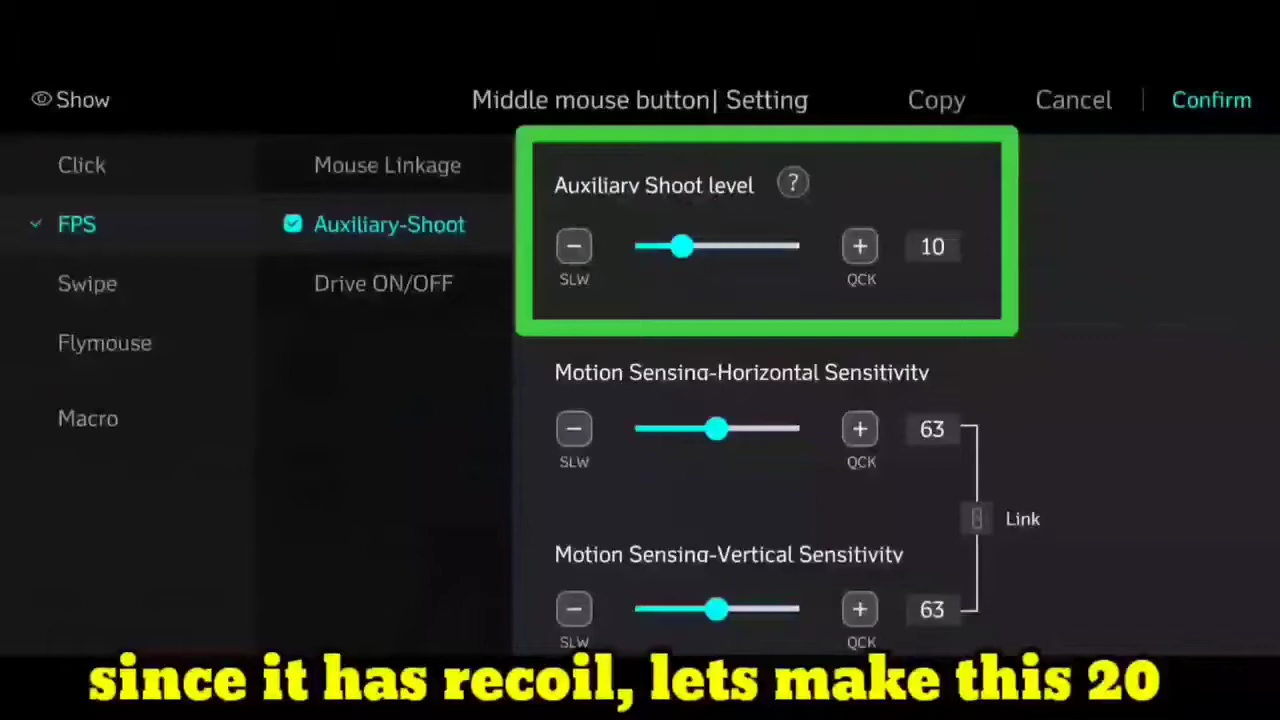 Show
Middle mouse button| Setting
Copy
Cancel
Confirm
Click
FPS
Swipe
Flymouse
Macro
Mouse Linkage
Auxiliary-Shoot
Drive ON/OFF
Auxiliary Shoot level ?
− + 10
SLW QCK
Motion Sensing-Horizontal Sensitivity
− + 63
SLW QCK
Link
Motion Sensing-Vertical Sensitivity
− + 63
SLW QCK
since it has recoil, lets make this 20